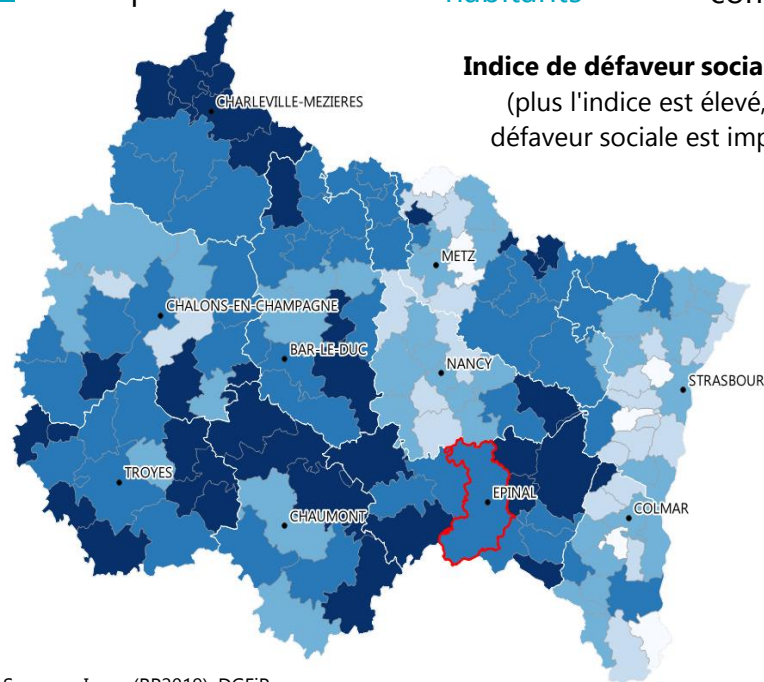 habitants
Indice de défaveur socia
(plus l'indice est élevé,
défaveur sociale est imp
CHARLEVILLE-MEZIERES
METZ
CHALONS-EN-CHAMPAGNE
BAR-LE-DUC
NANCY
STRASBOUR
TROYES
EPINAL
CHAUMONT
COLMAR